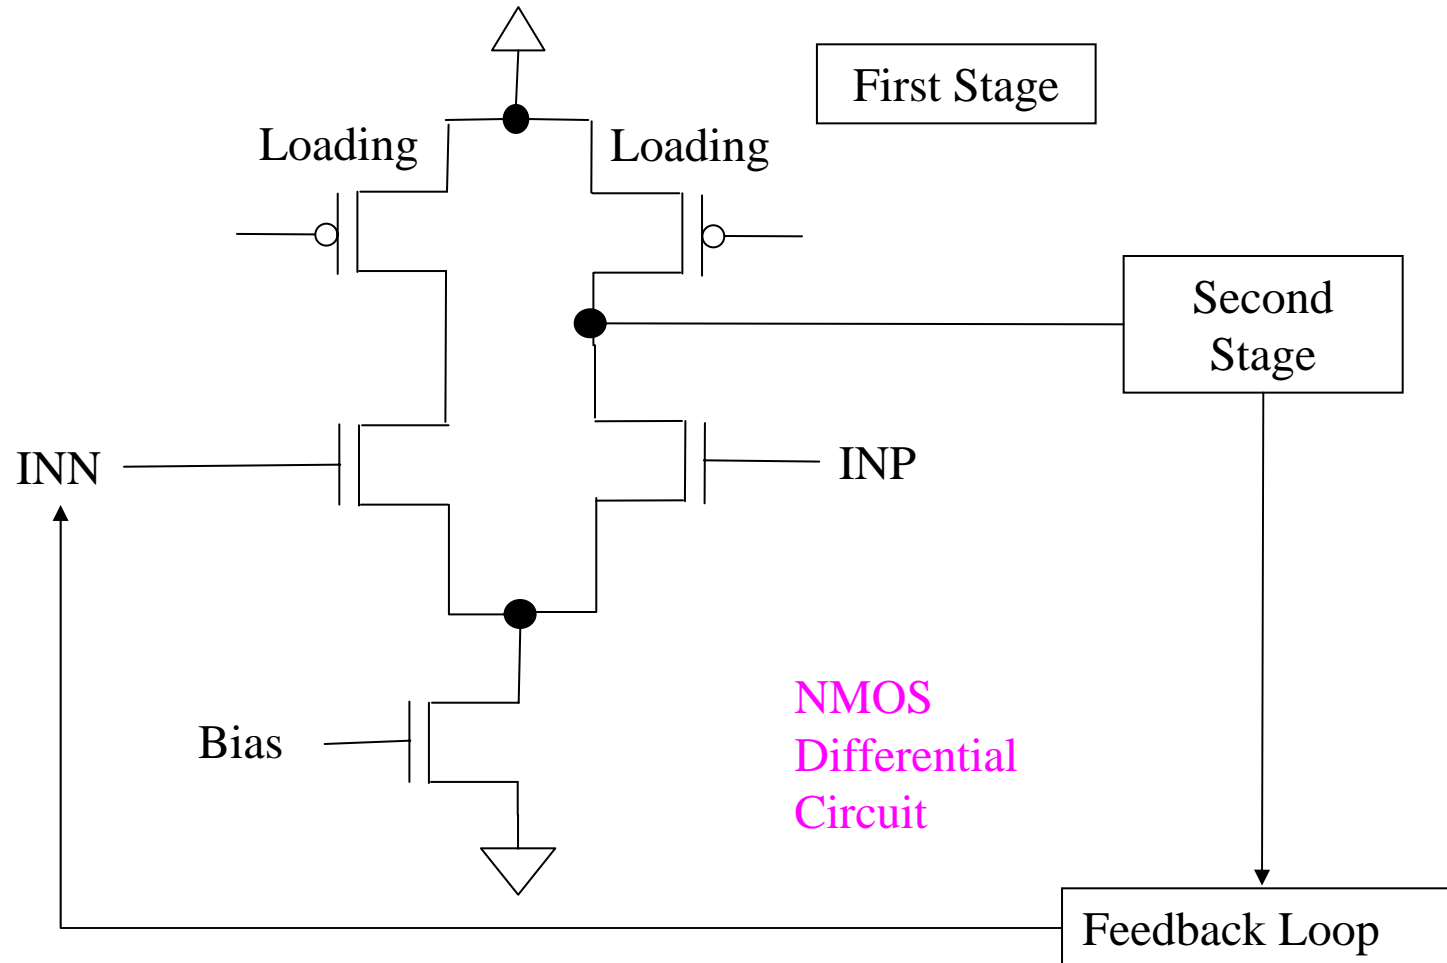 First Stage
Loading
Loading
Second
Stage
INN
INP
NMOS
Differential
Circuit
Bias
Feedback Loop